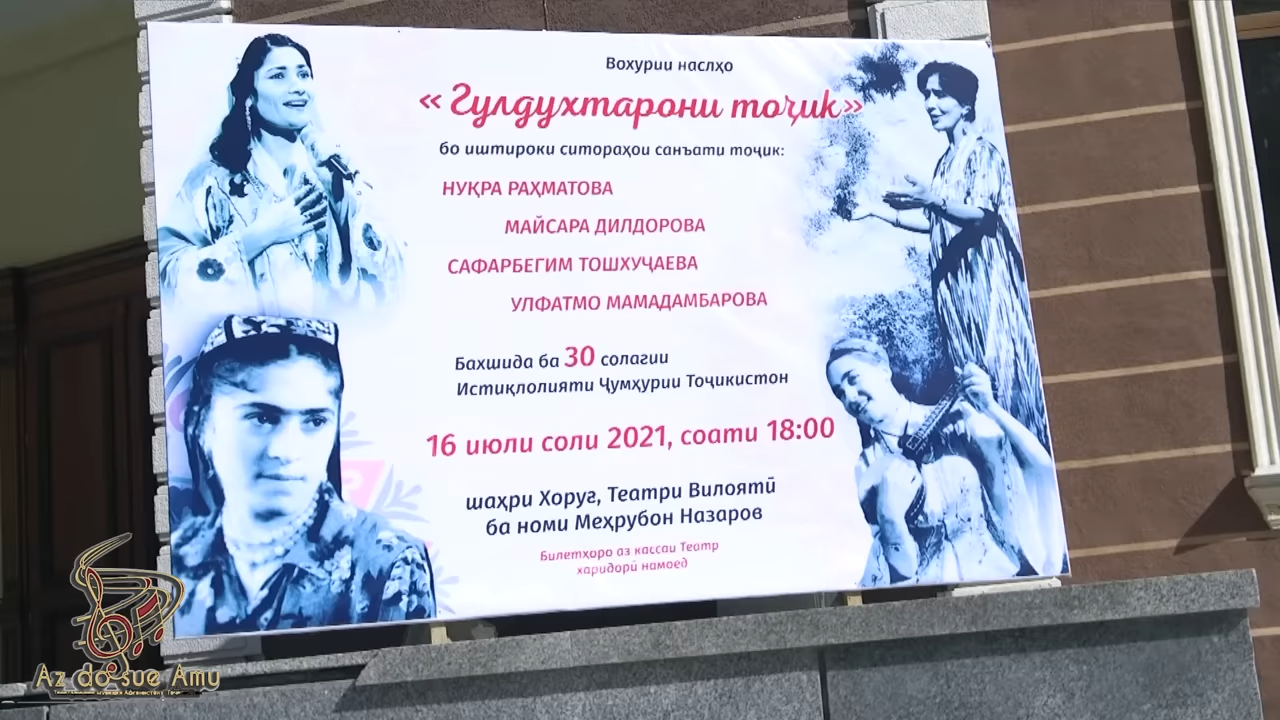 Вохурии наслҳо
«Гулдухтарони тоҷик»
бо иштироки ситораҳои санъати тоҷик:
НУҚРА РАҲМАТОВА
МАЙСАРА ДИЛДОРОВА
САФАРБЕГИМ ТОШХУҶАЕВА
УЛФАТМО МАМАДАМБАРОВА
Бахшида ба 30 солагии
Истиқлолияти Ҷумҳурии Тоҷикистон
16 июли соли 2021, соати 18:00
шаҳри Хоруғ, Театри Вилоятӣ
ба номи Меҳрубон Назаров
Билетҳоро аз кассаи Театр
харидорӣ намоед
Az do sue Amu